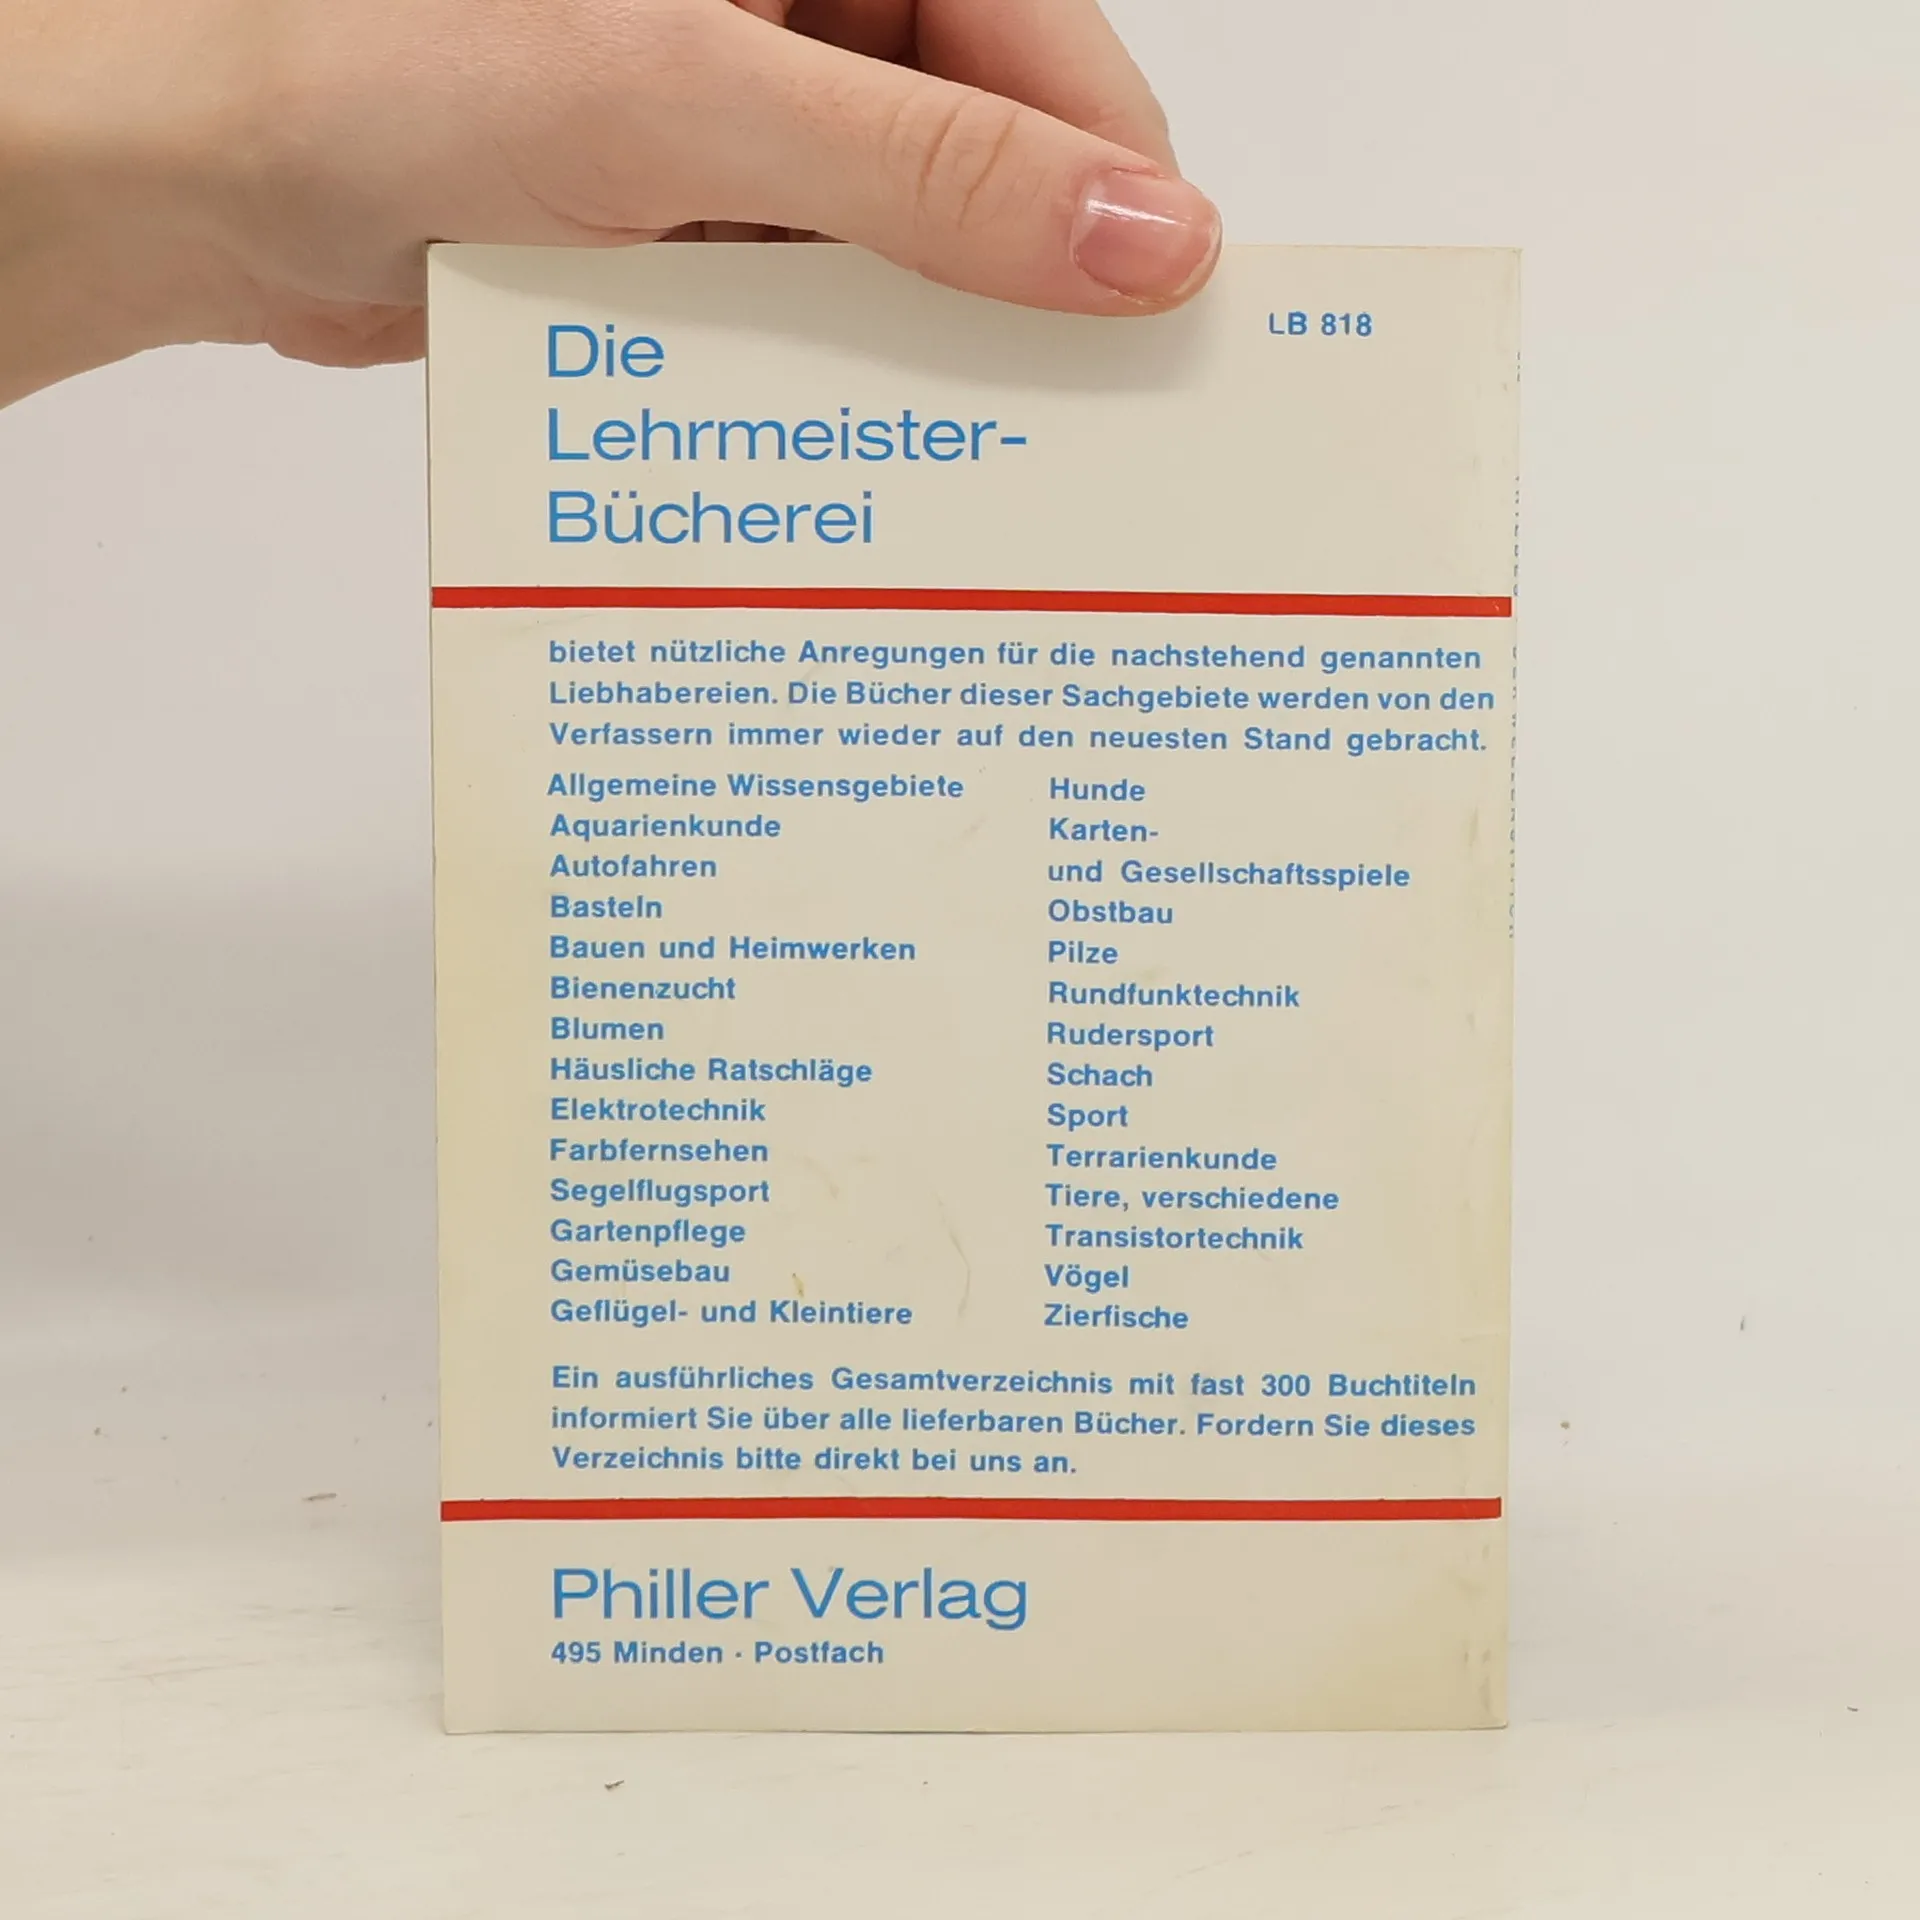 LB 818
Die
Lehrmeister-
Bücherei
bietet nützliche Anregungen für die nachstehend genannten
Liebhabereien. Die Bücher dieser Sachgebiete werden von den
Verfassern immer wieder auf den neuesten Stand gebracht.
Allgemeine Wissensgebiete
Aquarienkunde
Autofahren
Basteln
Bauen und Heimwerken
Bienenzucht
Blumen
Häusliche Ratschläge
Elektrotechnik
Farbfernsehen
Segelflugsport
Gartenpflege
Gemüsebau
Geflügel- und Kleintiere
Hunde
Karten-
und Gesellschaftsspiele
Obstbau
Pilze
Rundfunktechnik
Rudersport
Schach
Sport
Terrarienkunde
Tiere, verschiedene
Transistortechnik
Vögel
Zierfische
Ein ausführliches Gesamtverzeichnis mit fast 300 Buchtiteln
informiert Sie über alle lieferbaren Bücher. Fordern Sie dieses
Verzeichnis bitte direkt bei uns an.
Philler Verlag
495 Minden · Postfach